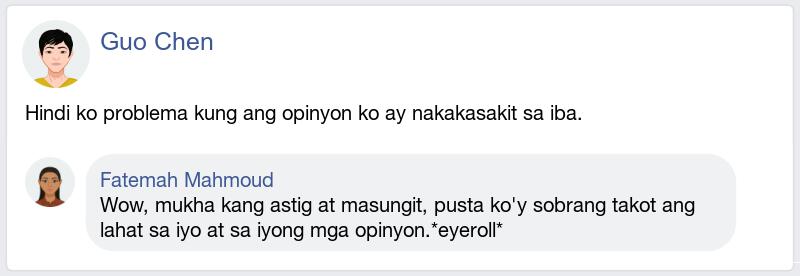 Guo Chen
Hindi ko problema kung ang opinyon ko ay nakakasakit sa iba.
Fatemah Mahmoud
Wow, mukha kang astig at masungit, pusta ko'y sobrang takot ang
lahat sa iyo at sa iyong mga opinyon.*eyeroll*